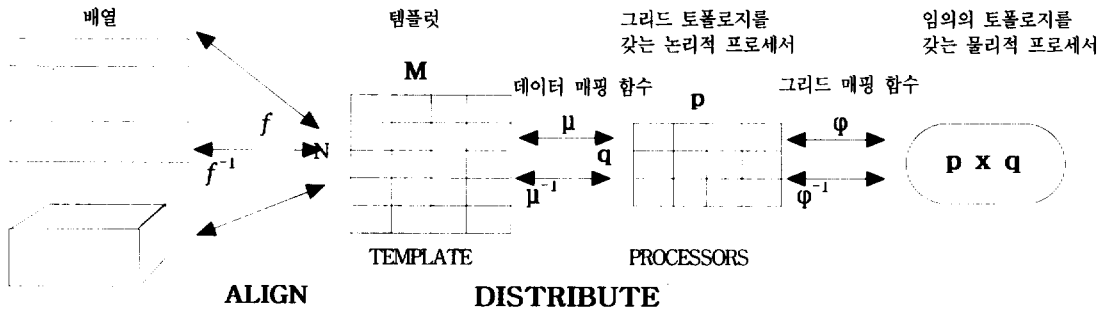 배열
템플릿
그리드 토폴로지를
갖는 논리적 프로세서
임의의 토폴로지를
갖는 물리적 프로세서
M
데이터 매핑 함수
p
그리드 매핑 함수
f
N
f⁻¹
μ
q
μ⁻¹
φ
φ⁻¹
p x q
TEMPLATE
PROCESSORS
ALIGN
DISTRIBUTE